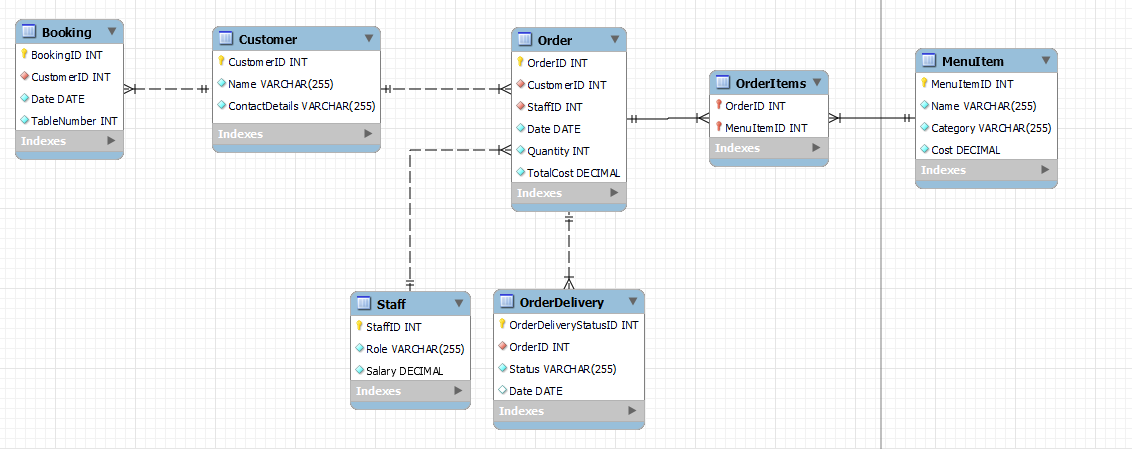 Booking
BookingID INT
CustomerID INT
Date DATE
TableNumber INT
Indexes
Customer
CustomerID INT
Name VARCHAR(255)
ContactDetails VARCHAR(255)
Indexes
Order
OrderID INT
CustomerID INT
StaffID INT
Date DATE
Quantity INT
TotalCost DECIMAL
Indexes
OrderItems
OrderID INT
MenuItemID INT
Indexes
MenuItem
MenuItemID INT
Name VARCHAR(255)
Category VARCHAR(255)
Cost DECIMAL
Indexes
Staff
StaffID INT
Role VARCHAR(255)
Salary DECIMAL
Indexes
OrderDelivery
OrderDeliveryStatusID INT
OrderID INT
Status VARCHAR(255)
Date DATE
Indexes